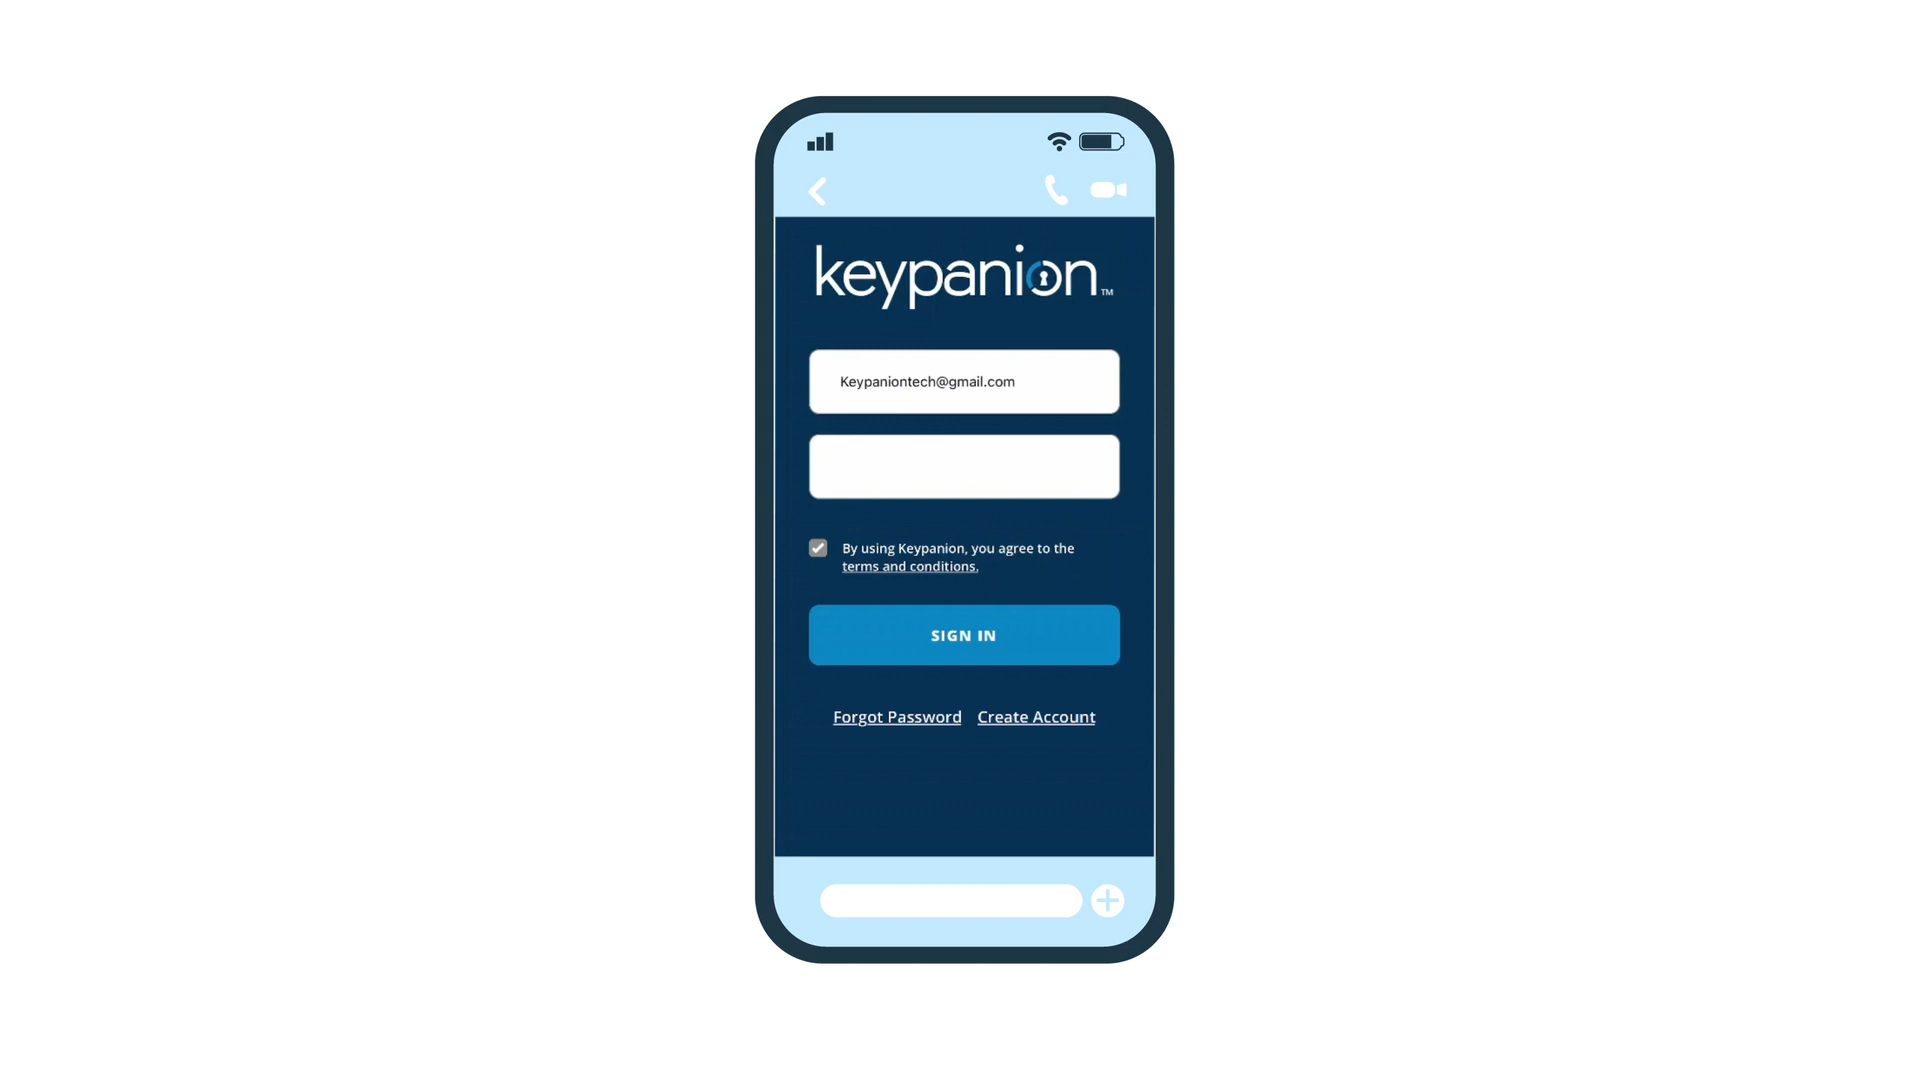 keypanion™
Keypaniontech@gmail.com
By using Keypanion, you agree to the
terms and conditions.
SIGN IN
Forgot Password Create Account